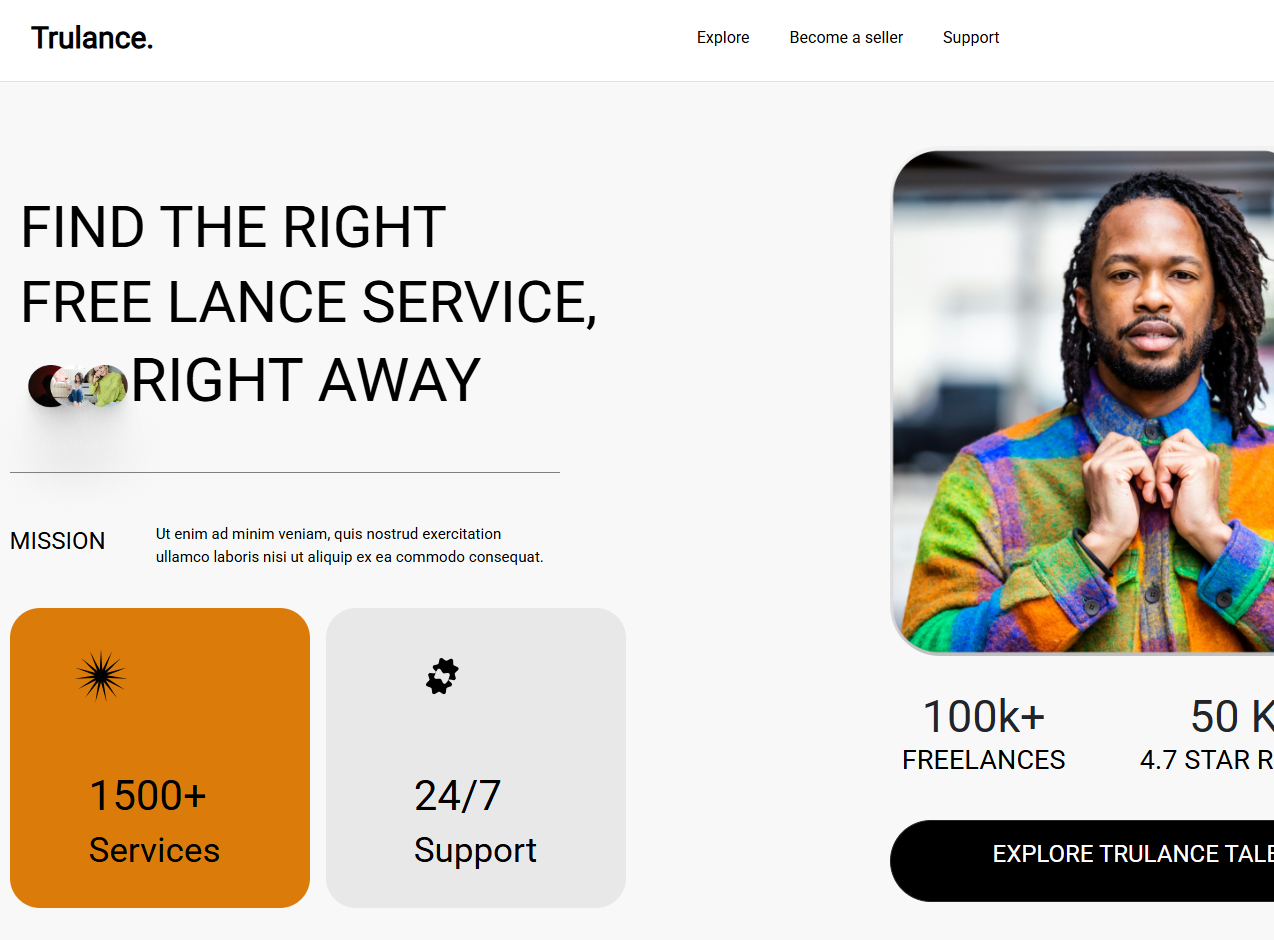 Trulance.
Explore
Become a seller
Support
FIND THE RIGHT
FREE LANCE SERVICE,
RIGHT AWAY
MISSION
Ut enim ad minim veniam, quis nostrud exercitation
ullamco laboris nisi ut aliquip ex ea commodo consequat.
1500+
Services
24/7
Support
100k+
FREELANCES
50 K
4.7 STAR R
EXPLORE TRULANCE TALE